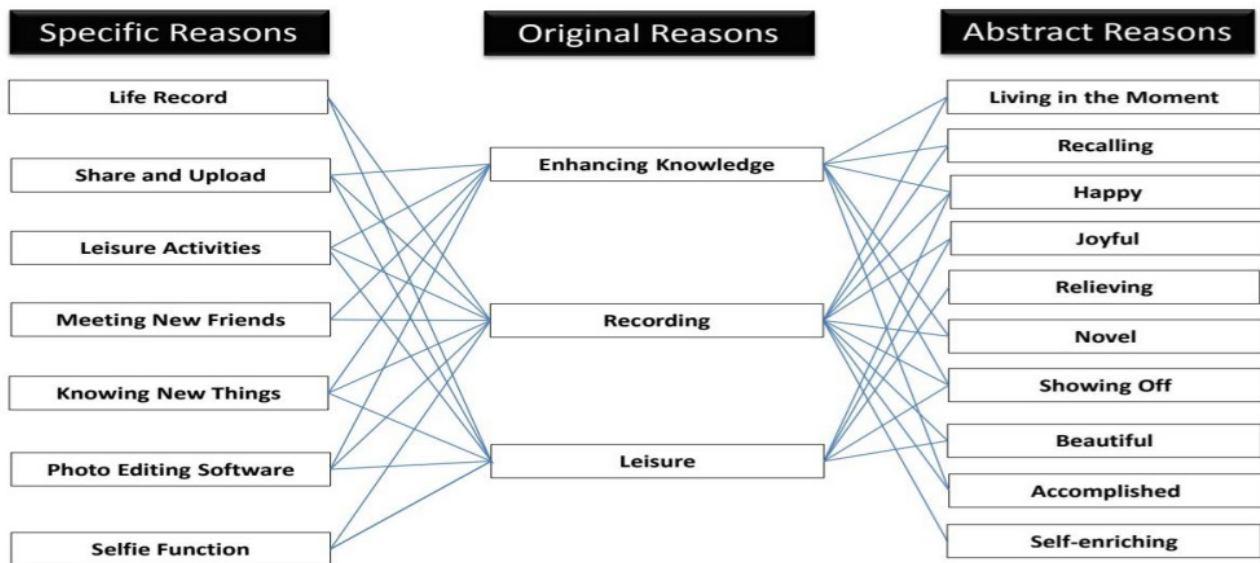 Specific Reasons
Original Reasons
Abstract Reasons
Life Record
Share and Upload
Leisure Activities
Meeting New Friends
Knowing New Things
Photo Editing Software
Selfie Function
Enhancing Knowledge
Recording
Leisure
Living in the Moment
Recalling
Happy
Joyful
Relieving
Novel
Showing Off
Beautiful
Accomplished
Self-enriching